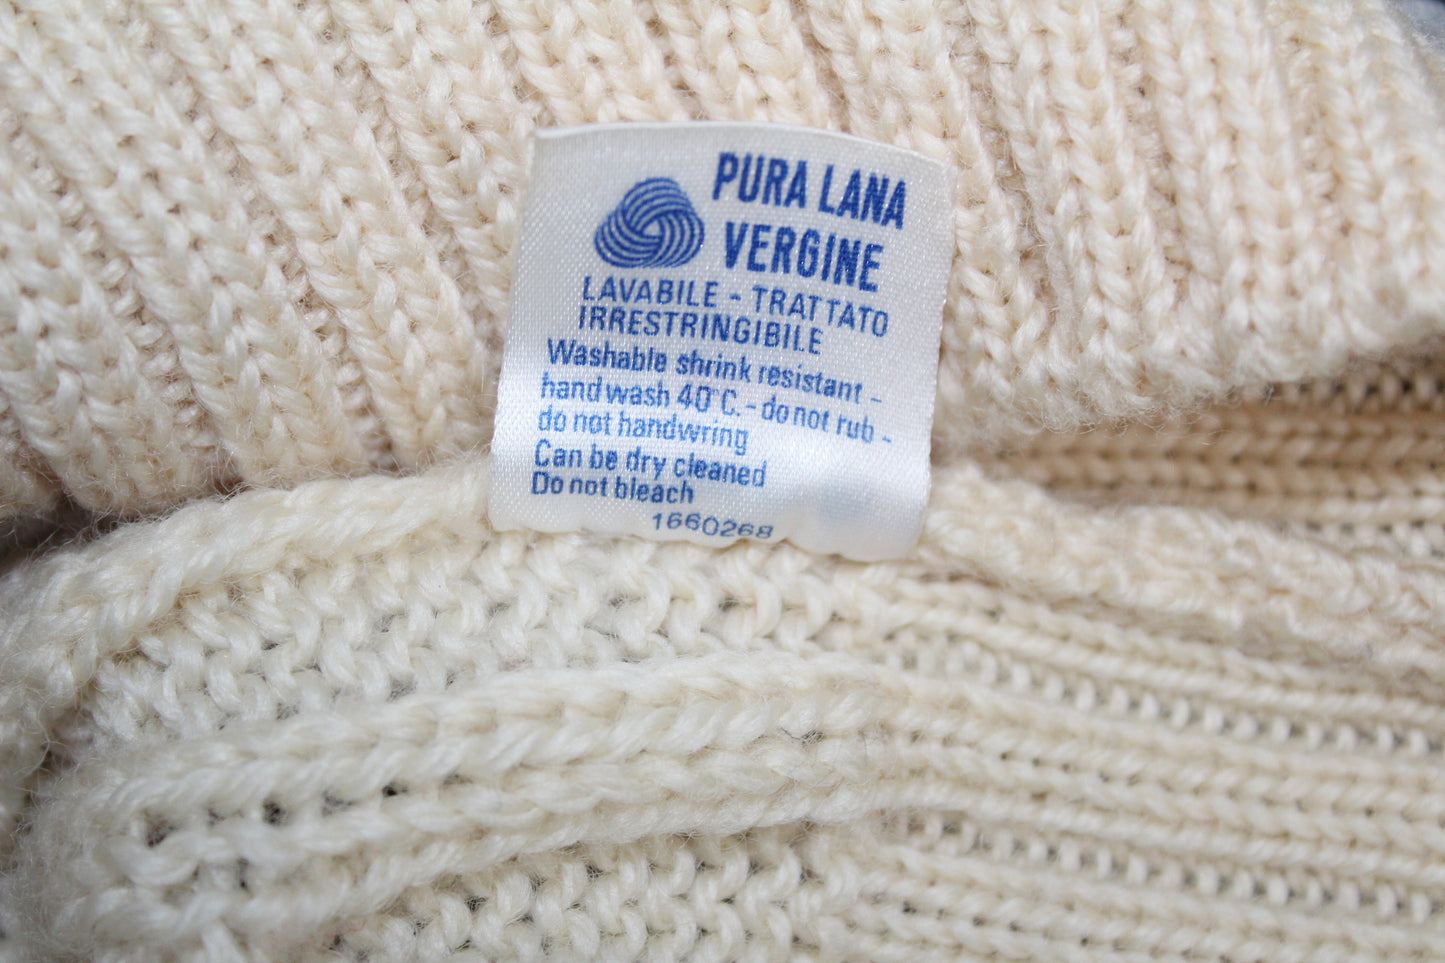 PURA LANA
VERGINE
LAVABILE - TRATTATO
IRRESTRINGIBILE
Washable shrink resistant -
hand wash 40°C. - do not rub -
do not handwring
Can be dry cleaned
Do not bleach
1660268